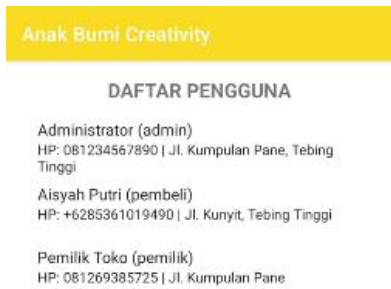 Anak Bumi Creativity
DAFTAR PENGGUNA
Administrator (admin)
HP: 081234567890 | Jl. Kumpulan Pane, Tebing
Tinggi
Aisyah Putri (pembeli)
HP: +6285361019490 | Jl. Kunyit, Tebing Tinggi
Pemilik Toko (pemilik)
HP: 081269385725 | Jl. Kumpulan Pane